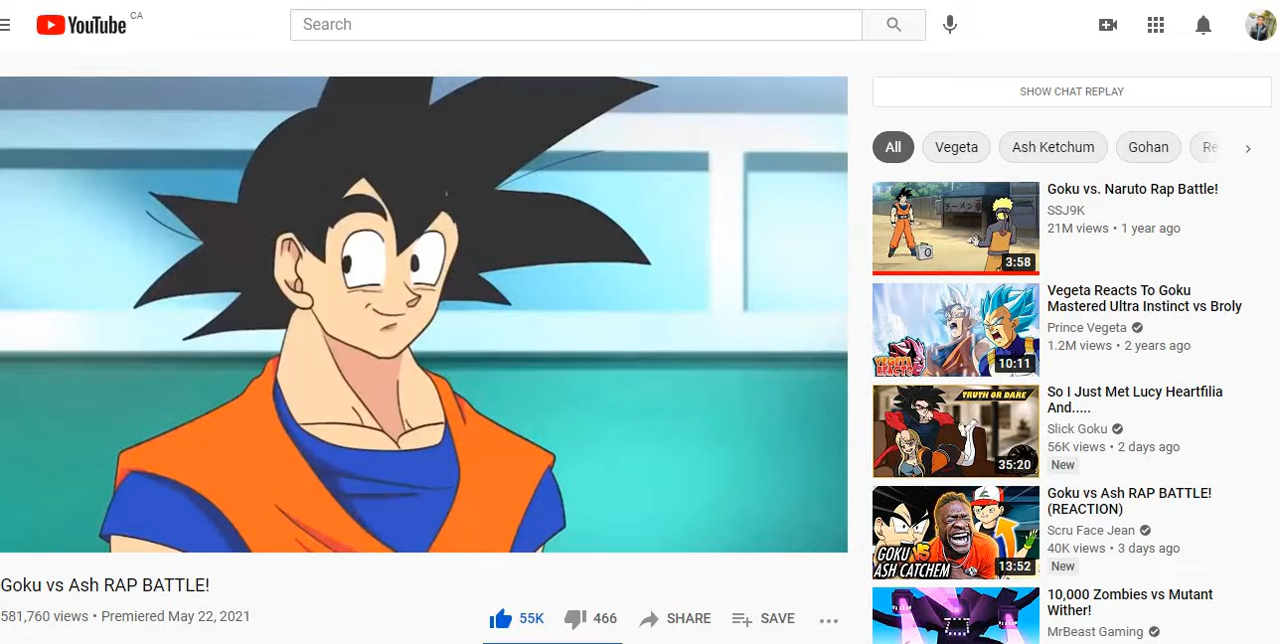 YouTube CA
Search
SHOW CHAT REPLAY
All
Vegeta
Ash Ketchum
Gohan
Re
Goku vs. Naruto Rap Battle!
SSJ9K
21M views • 1 year ago
3:58
Vegeta Reacts To Goku
Mastered Ultra Instinct vs Broly
Prince Vegeta
1.2M views • 2 years ago
VEGETA
REACTS
10:11
So I Just Met Lucy Heartfilia
And.....
Slick Goku
56K views • 2 days ago
New
TRUTH OR DARE
35:20
Goku vs Ash RAP BATTLE!
(REACTION)
Scru Face Jean
40K views • 3 days ago
New
GOKU VS
ASH CATCHEM
13:52
10,000 Zombies vs Mutant
Wither!
MrBeast Gaming
Goku vs Ash RAP BATTLE!
581,760 views • Premiered May 22, 2021
55K
466
SHARE
SAVE